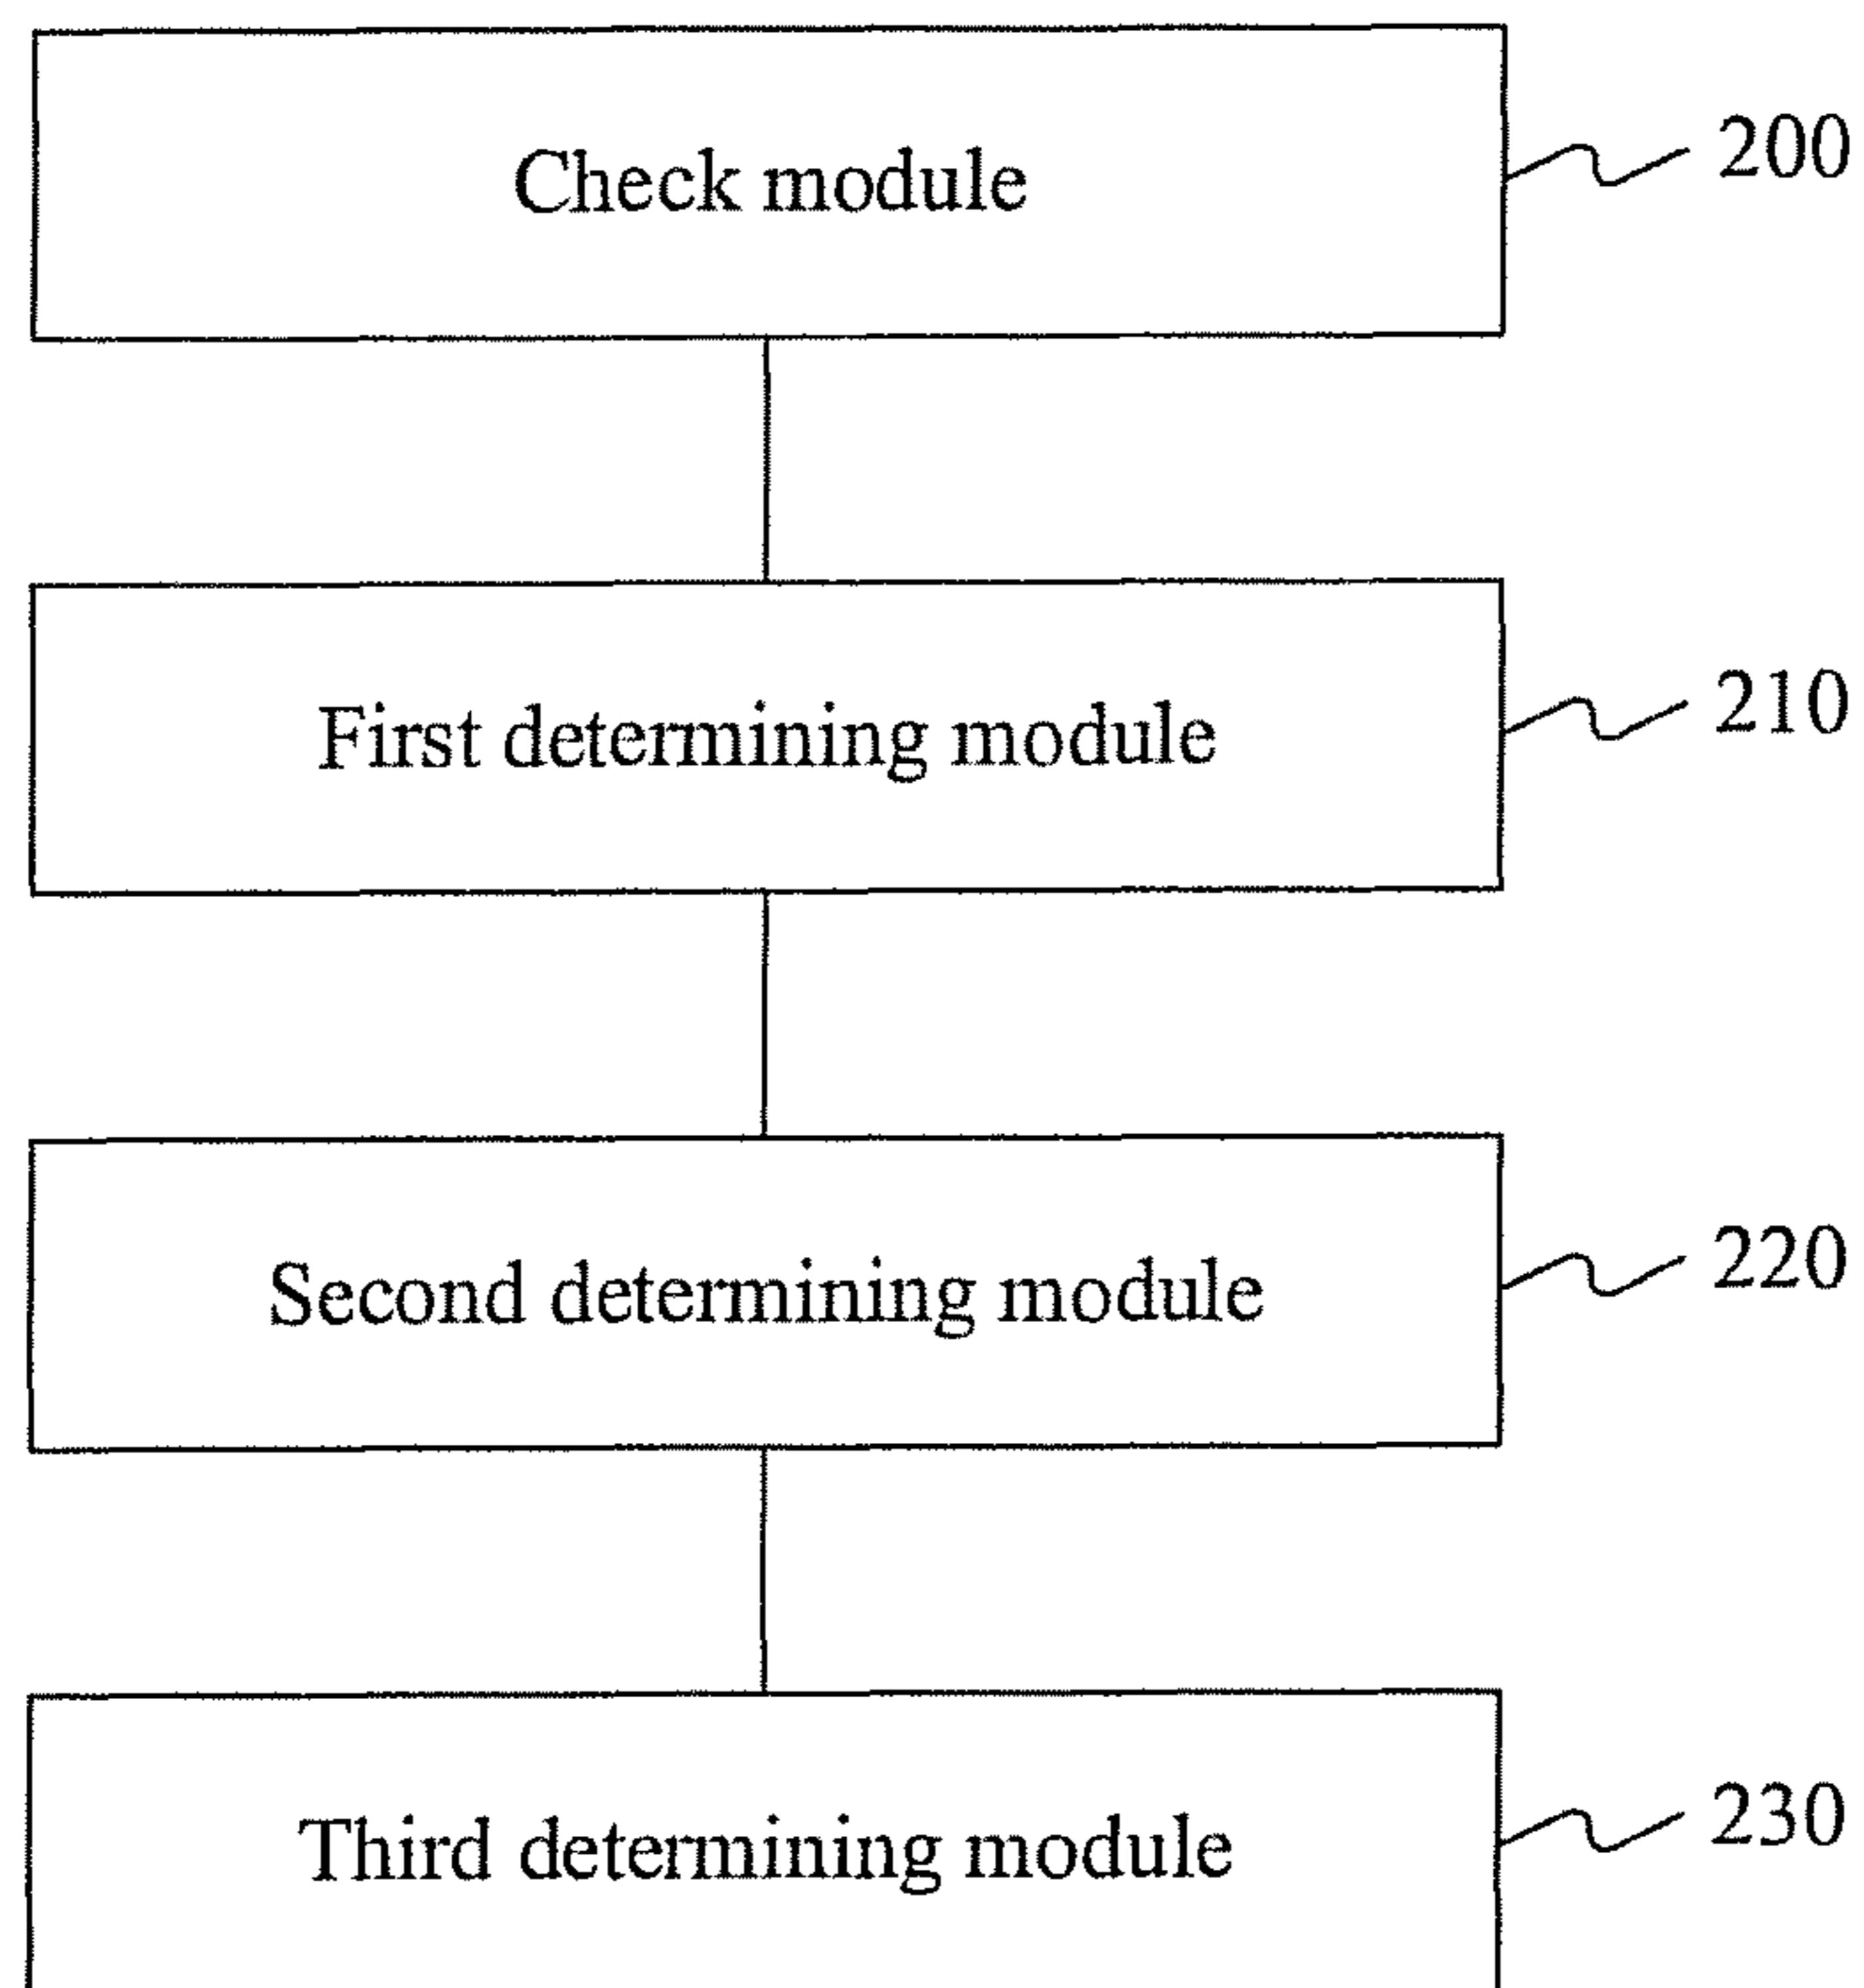 Check module
200
First determining module
210
Second determining module
220
Third determining module
230